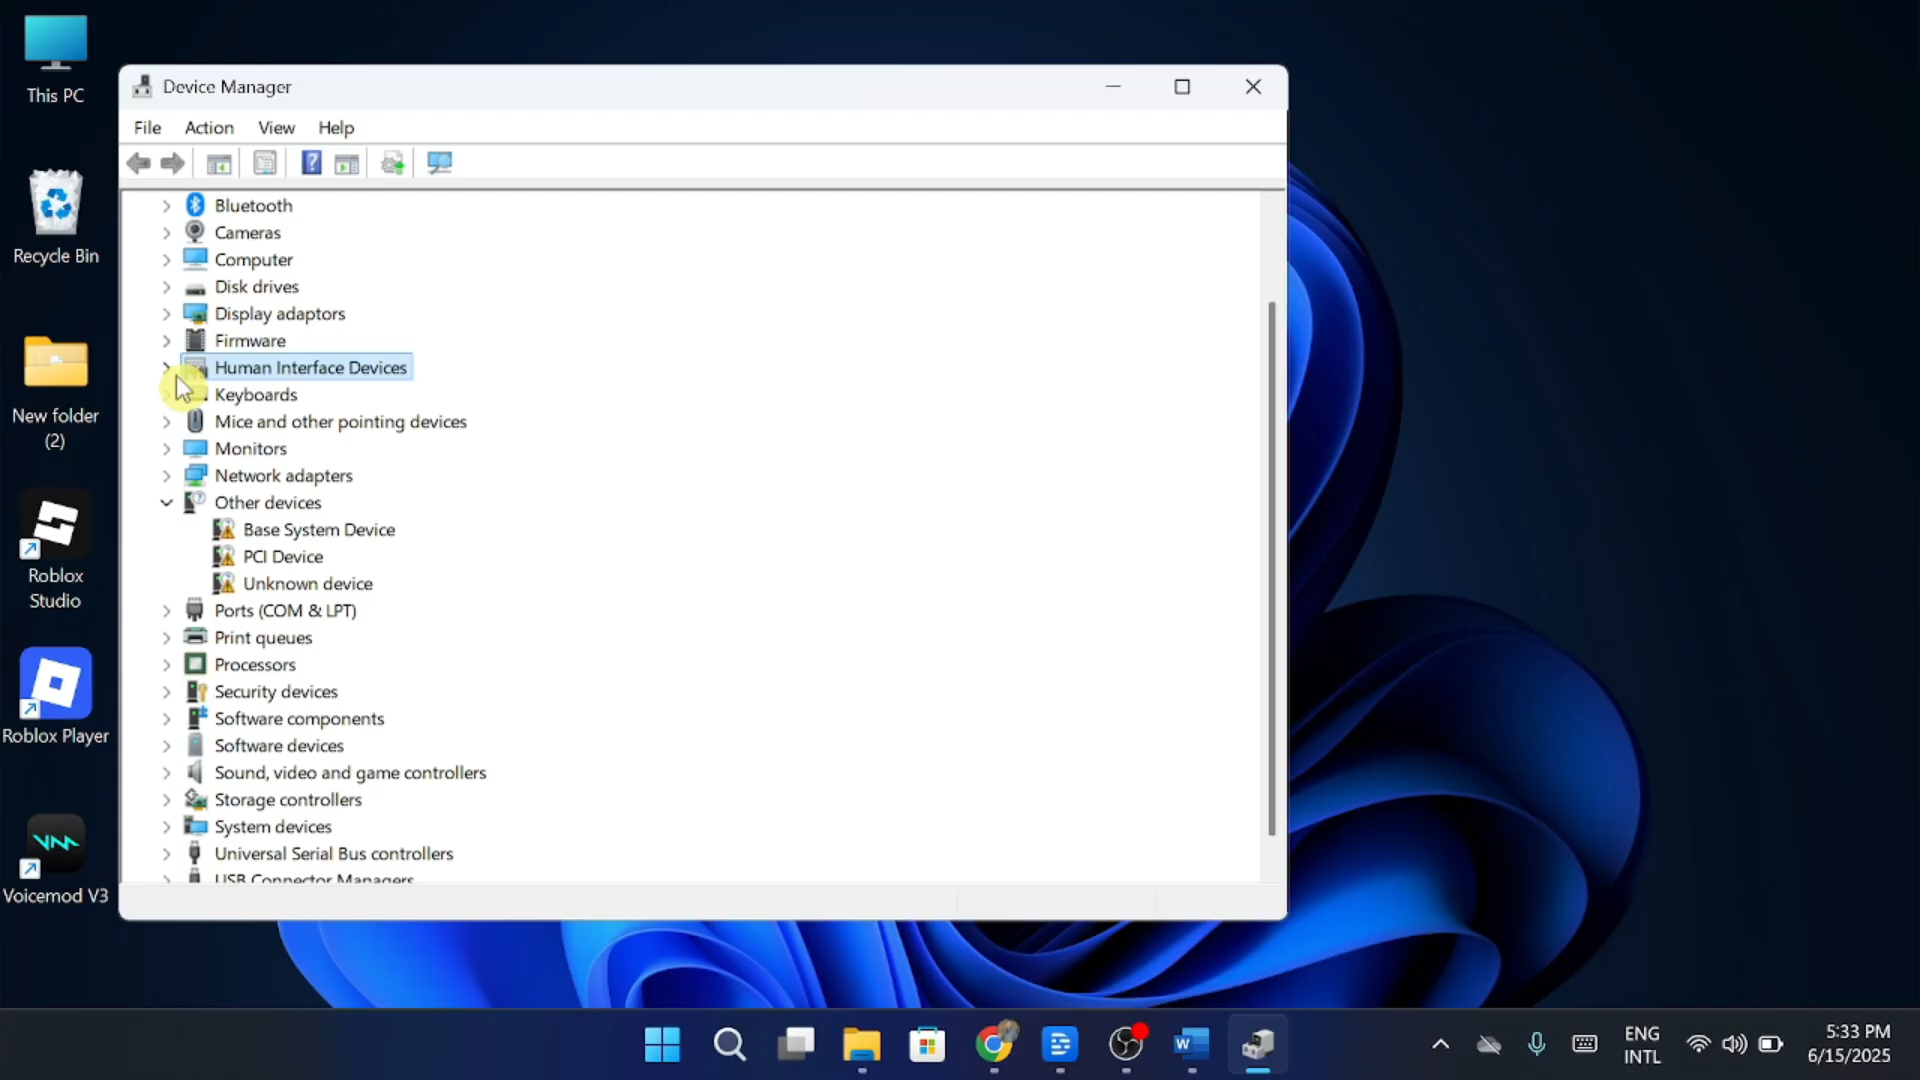 This PC
Recycle Bin
New folder
(2)
Roblox
Studio
Roblox Player
Voicemod V3
Device Manager
File Action View Help
Bluetooth
Cameras
Computer
Disk drives
Display adaptors
Firmware
Human Interface Devices
Keyboards
Mice and other pointing devices
Monitors
Network adapters
Other devices
Base System Device
PCI Device
Unknown device
Ports (COM & LPT)
Print queues
Processors
Security devices
Software components
Software devices
Sound, video and game controllers
Storage controllers
System devices
Universal Serial Bus controllers
USB Connector Managers
ENG
INTL
5:33 PM
6/15/2025